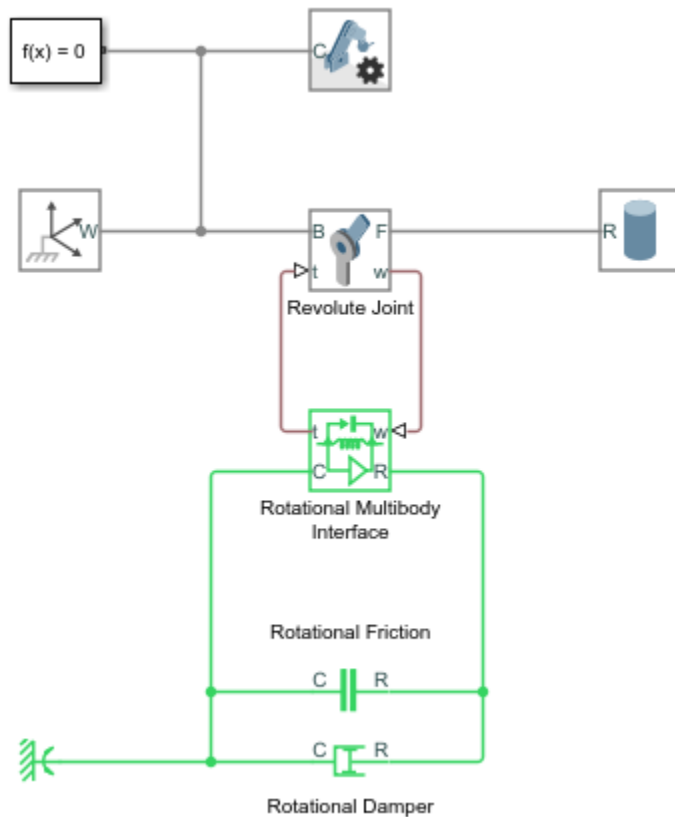 f(x) = 0
C
W
B F
R
t w
Revolute Joint
t w
C R
Rotational Multibody
Interface
Rotational Friction
C R
C R
Rotational Damper